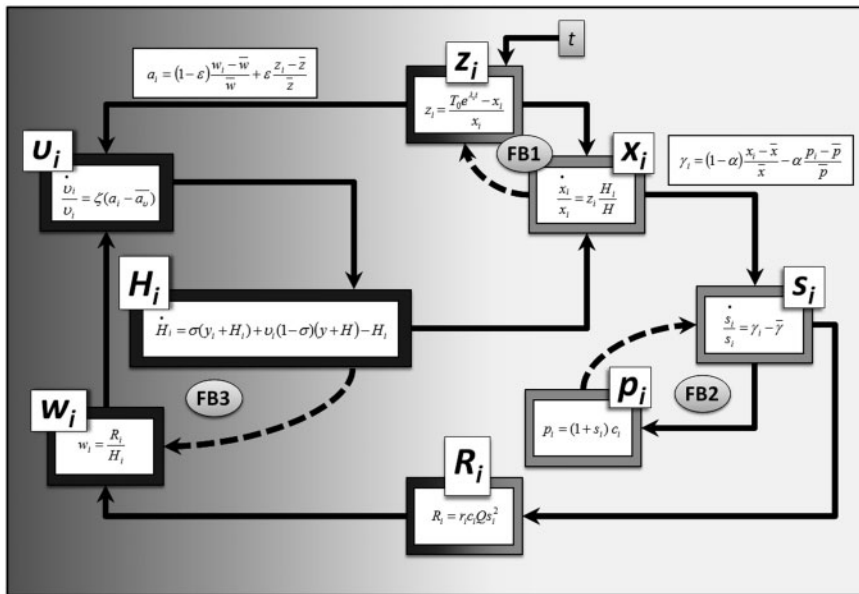 t
z_i
a_i = (1-ε) (w_i - w̅)/w̅ + ε (z_i - z̅)/z̅
z_i = (T_0 e^{λ_i t} - x_i)/x_i
FB1
x_i
γ_i = (1-α) (x_i - x̅)/x̅ - α (p_i - p̅)/p̅
υ_i
υ̇_i/υ_i = ζ(a_i - a̅_υ)
ẋ_i/x_i = z_i H_i/H
H_i
Ḣ_i = σ(y_i + H_i) + υ_i(1-σ)(y + H) - H_i
s_i
ṡ_i/s_i = γ_i - γ̅
FB3
FB2
w_i
w_i = R_i/H_i
p_i
p_i = (1 + s_i) c_i
R_i
R_i = r_i c_i Q s_i^2